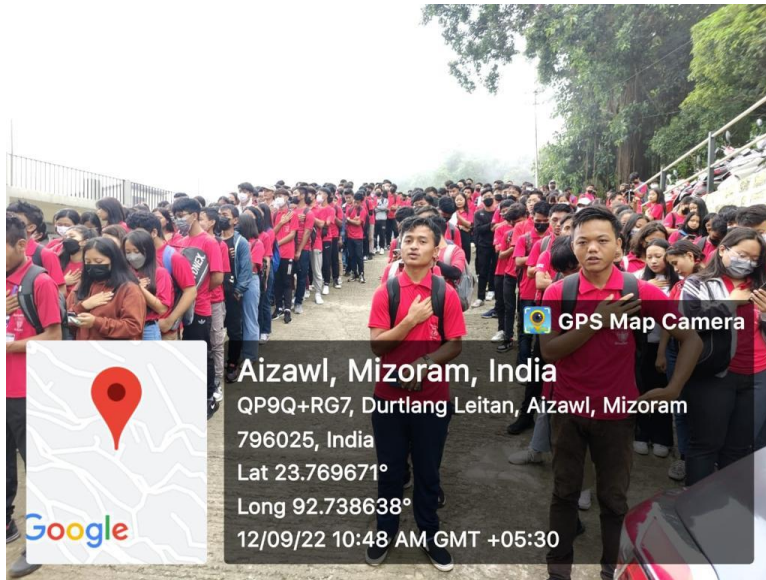 GPS Map Camera
Aizawl, Mizoram, India
QP9Q+RG7, Durtlang Leitan, Aizawl, Mizoram
796025, India
Lat 23.769671°
Long 92.738638°
12/09/22 10:48 AM GMT +05:30
Google